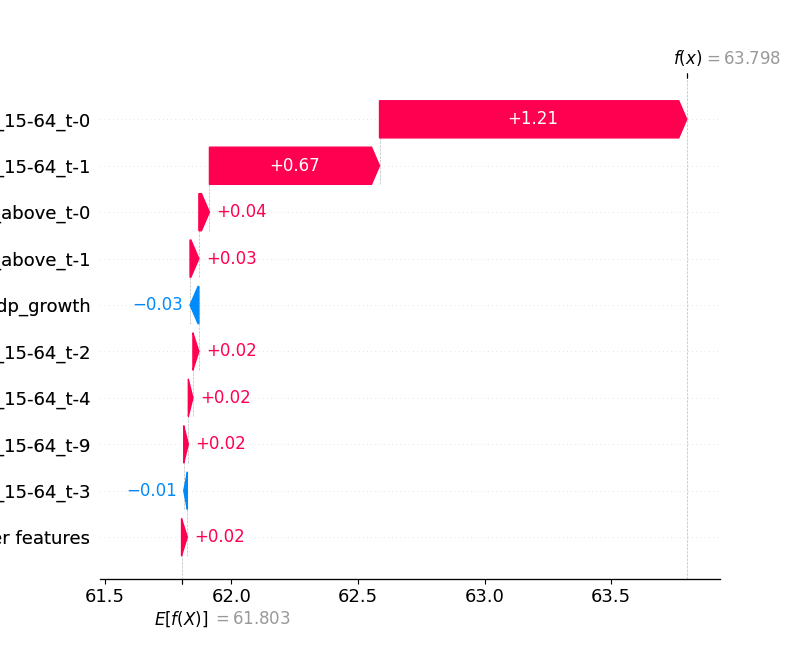 f(x) = 63.798
_15-64_t-0
+1.21
_15-64_t-1
+0.67
_above_t-0
+0.04
_above_t-1
+0.03
dp_growth
−0.03
_15-64_t-2
+0.02
_15-64_t-4
+0.02
_15-64_t-9
+0.02
_15-64_t-3
−0.01
er features
+0.02
61.5 62.0 62.5 63.0 63.5
E[f(X)] = 61.803